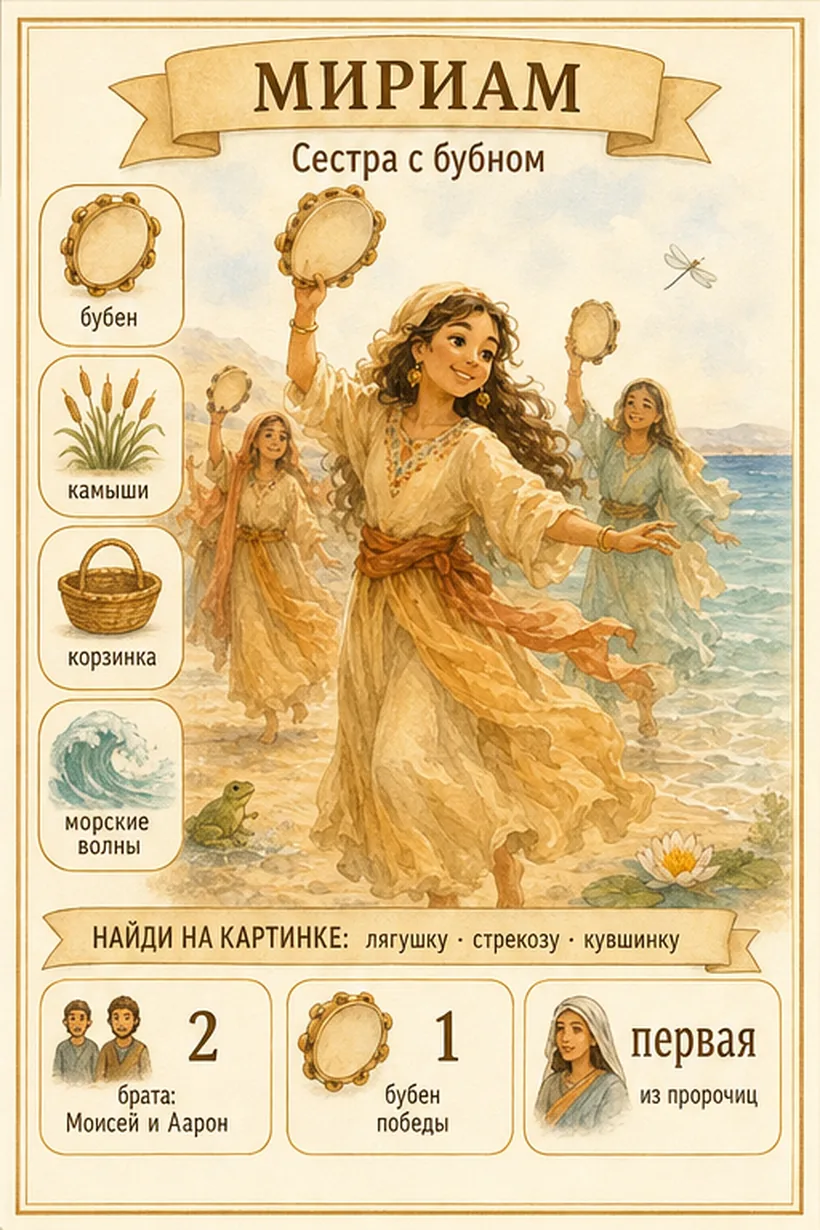 МИРИАМ
Сестра с бубном
бубен
камыши
корзинка
морские
волны
НАЙДИ НА КАРТИНКЕ: лягушку · стрекозу · кувшинку
2
брата:
Моисей и Аарон
1
бубен
победы
первая
из пророчиц